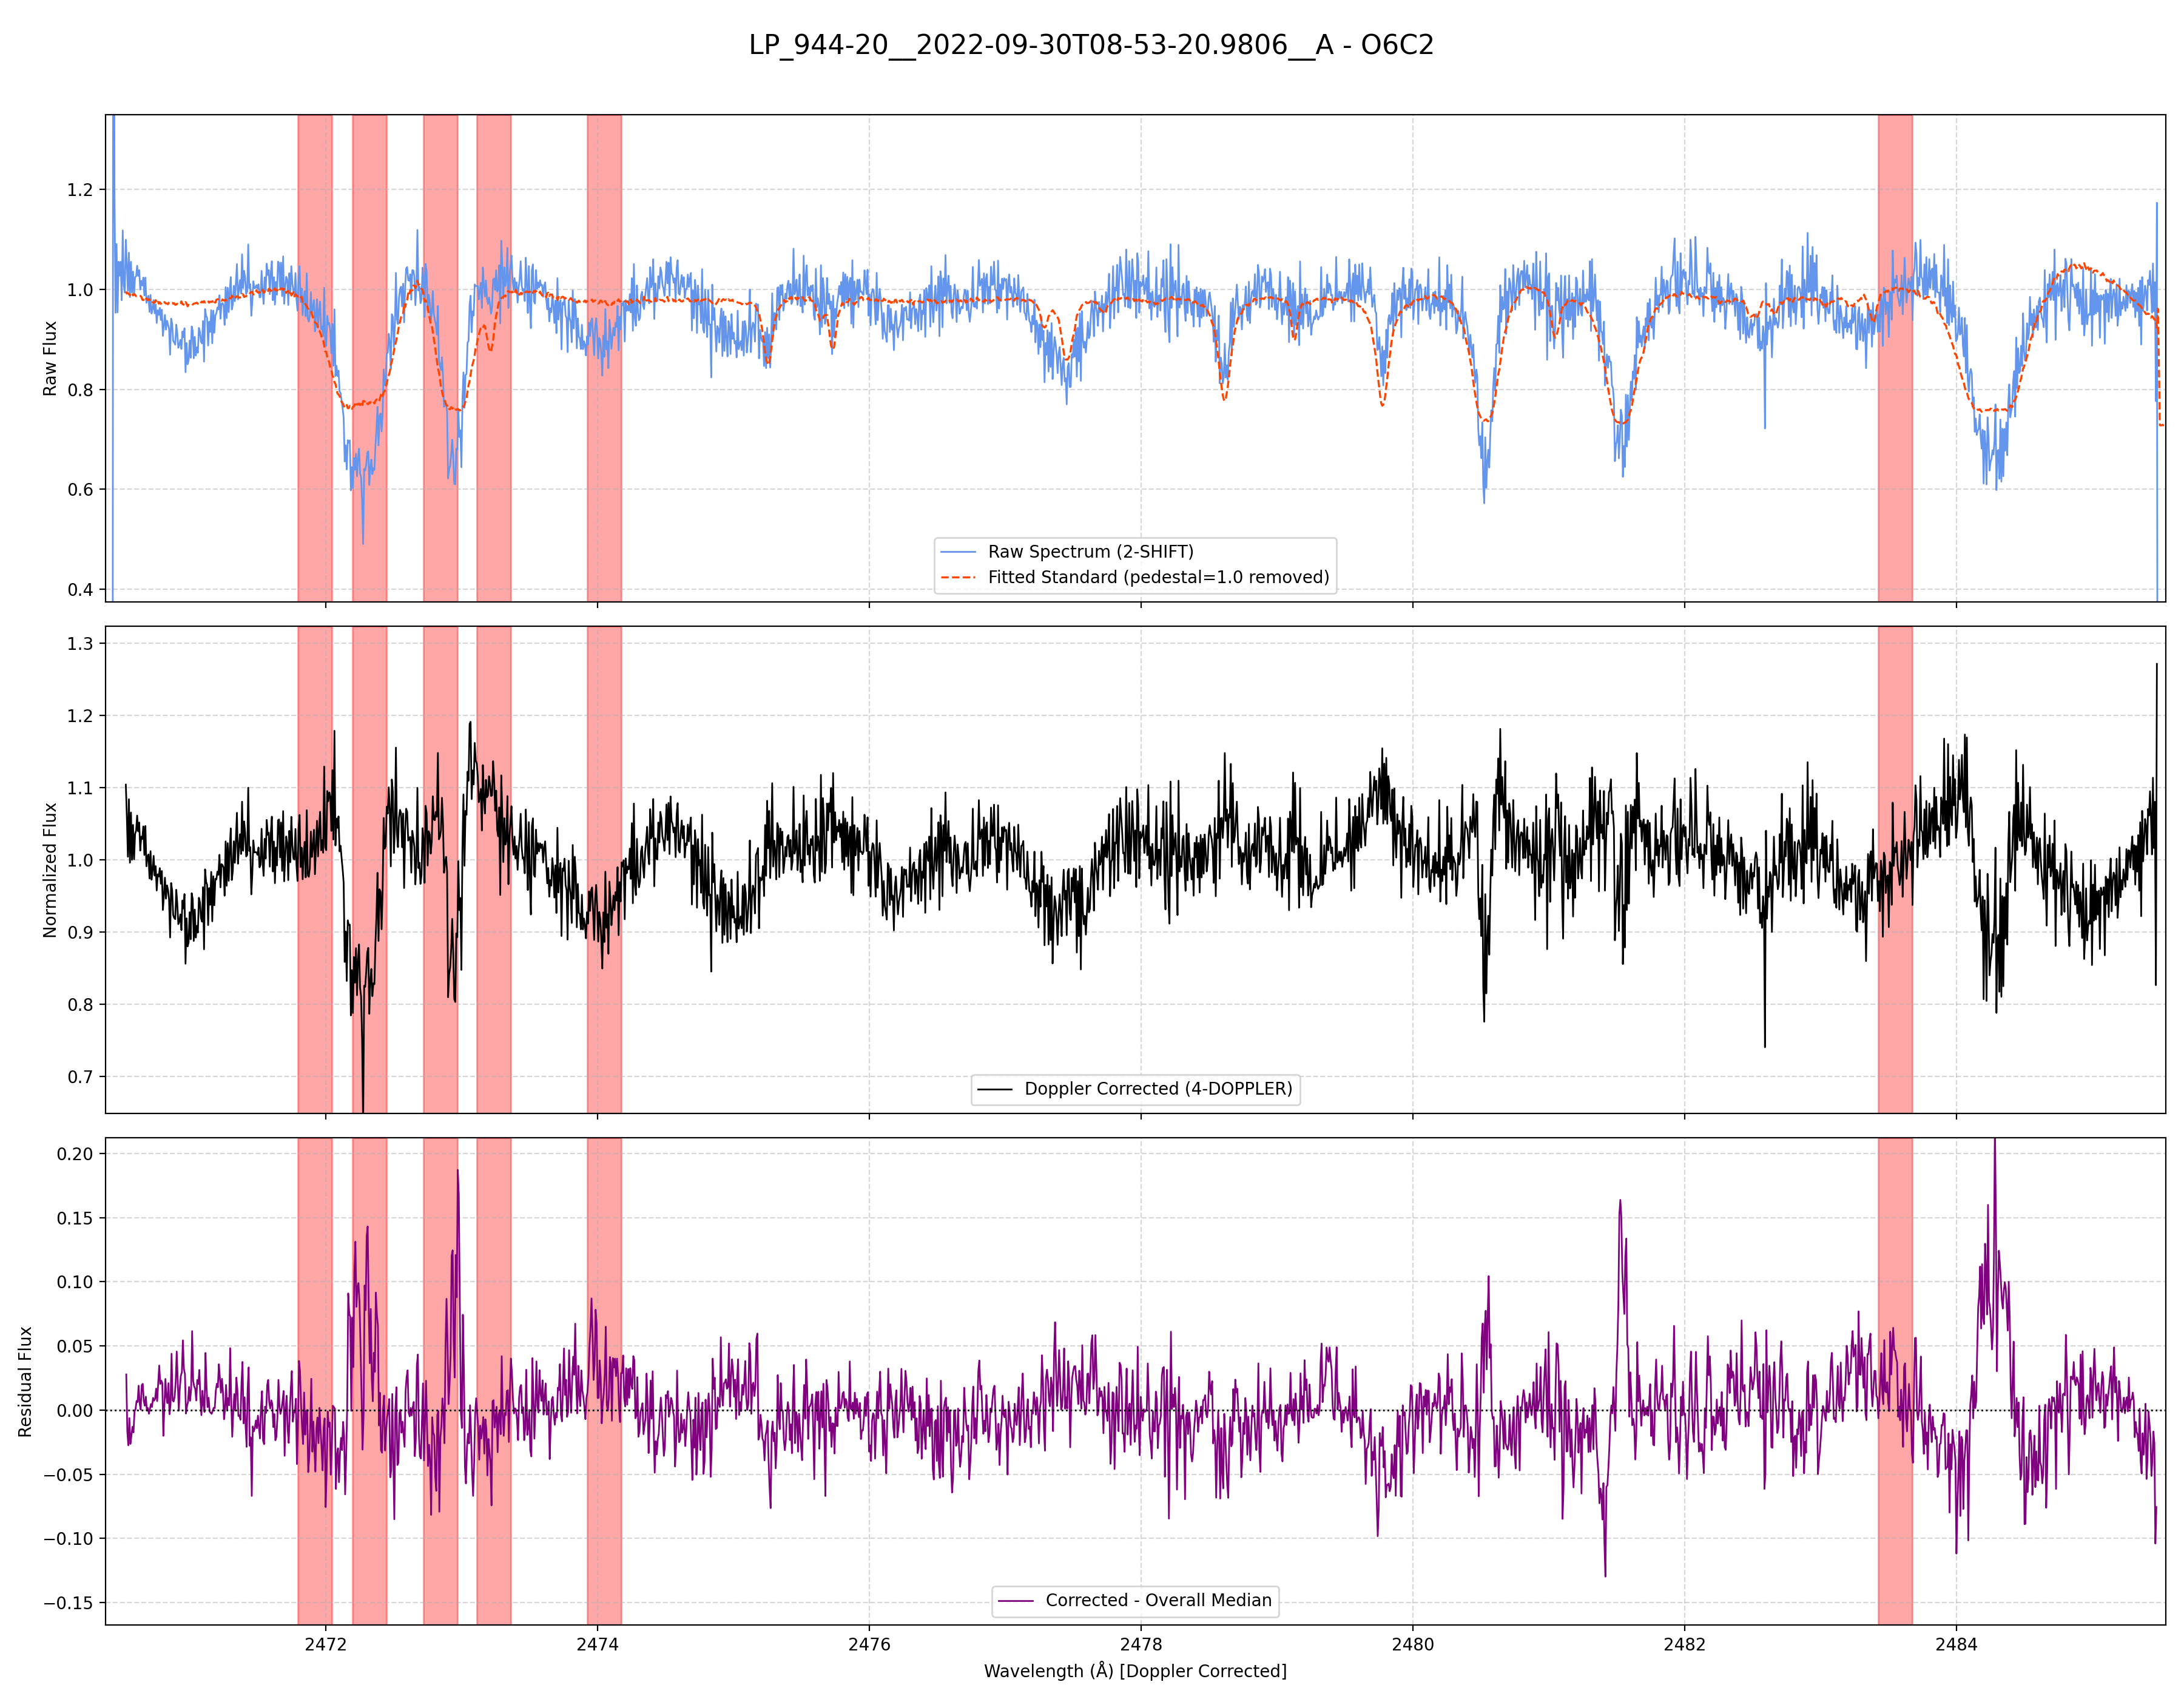 LP_944-20__2022-09-30T08-53-20.9806__A - O6C2
1.2
1.0
0.8
0.6
0.4
Raw Flux
Raw Spectrum (2-SHIFT)
Fitted Standard (pedestal=1.0 removed)
1.3
1.2
1.1
1.0
0.9
0.8
0.7
Normalized Flux
Doppler Corrected (4-DOPPLER)
0.20
0.15
0.10
0.05
0.00
−0.05
−0.10
−0.15
Residual Flux
Corrected - Overall Median
2472 2474 2476 2478 2480 2482 2484
Wavelength (Å) [Doppler Corrected]